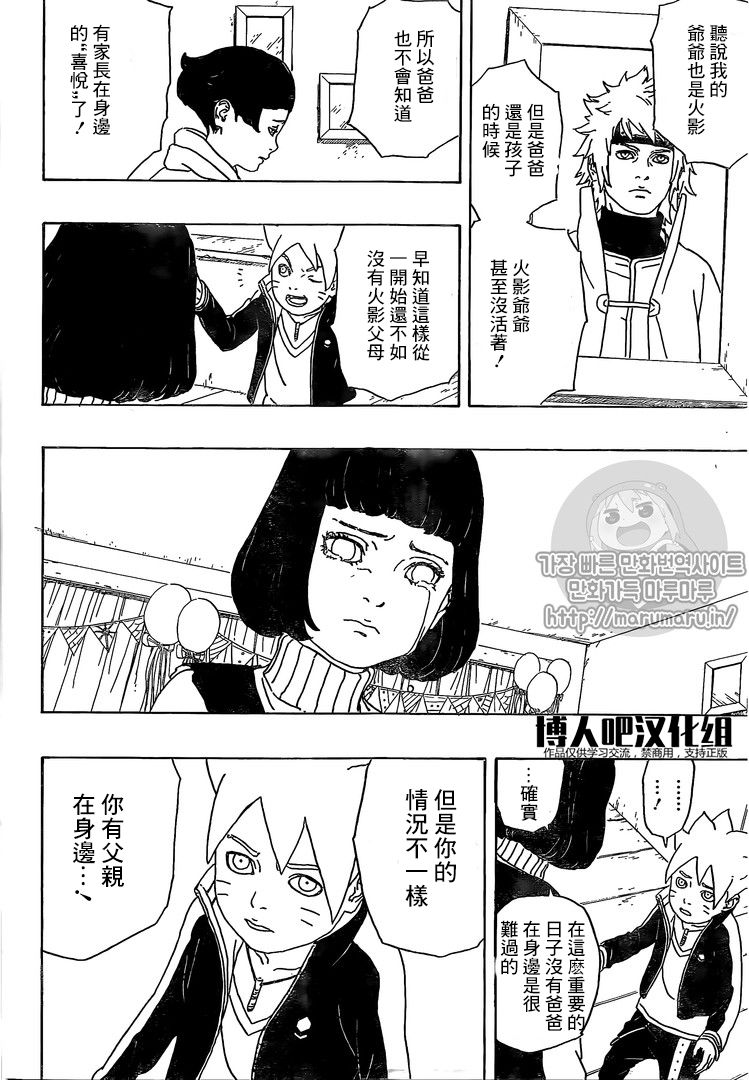 聽說我的
爺爺也是火影
但是爸爸
還是孩子
的時候
火影爺爺
甚至沒活著！
所以爸爸
也不會知道
有家長在身邊
的“喜悅”了！
早知道這樣從
一開始還不如
沒有火影父母
가장 빠른 만화번역사이트
만화가득 마루마루
http://marumaru.in/
博人吧汉化组
作品仅供学习交流，禁商用，支持正版
……
…確實
在這麼重要的
日子沒有爸爸
在身邊是很
難過的
但是你的
情況不一樣
你有父親
在身邊…！